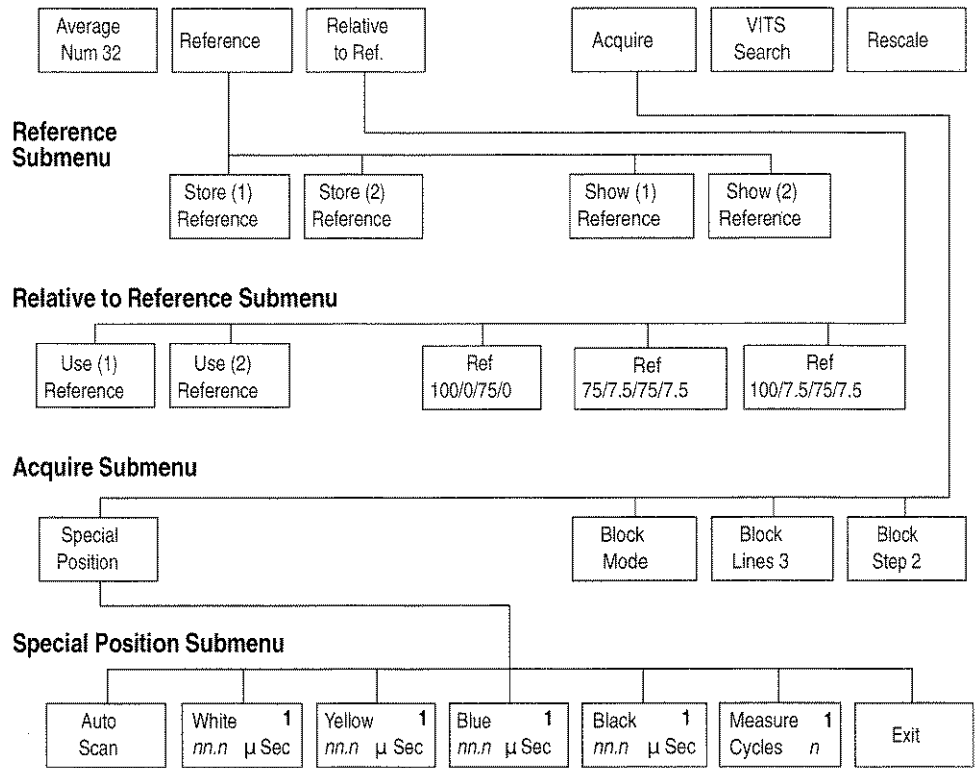 Average
Num 32
Reference
Relative
to Ref.
Acquire
VITS
Search
Rescale
Reference
Submenu
Store (1)
Reference
Store (2)
Reference
Show (1)
Reference
Show (2)
Reference
Relative to Reference Submenu
Use (1)
Reference
Use (2)
Reference
Ref
100/0/75/0
Ref
75/7.5/75/7.5
Ref
100/7.5/75/7.5
Acquire Submenu
Special
Position
Block
Mode
Block
Lines 3
Block
Step 2
Special Position Submenu
Auto
Scan
White 1
nn.n μ Sec
Yellow 1
nn.n μ Sec
Blue 1
nn.n μ Sec
Black 1
nn.n μ Sec
Measure 1
Cycles n
Exit